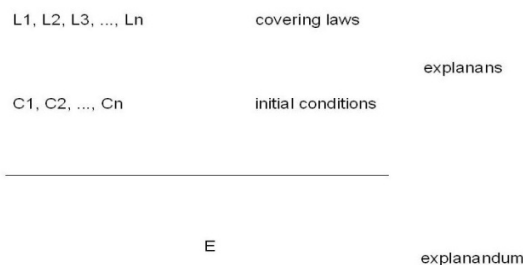 L1, L2, L3, ..., Ln covering laws
explanans
C1, C2, ..., Cn initial conditions
E
explanandum